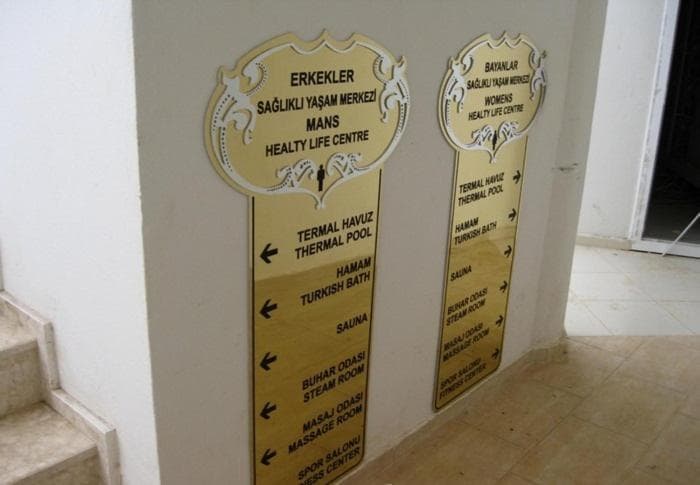 ERKEKLER
SAĞLIKLI YAŞAM MERKEZİ
MANS
HEALTY LIFE CENTRE
TERMAL HAVUZ
THERMAL POOL
HAMAM
TURKISH BATH
SAUNA
BUHAR ODASI
STEAM ROOM
MASAJ ODASI
MASSAGE ROOM
SPOR SALONU
FITNESS CENTER
BAYANLAR
SAĞLIKLI YAŞAM MERKEZİ
WOMENS
HEALTY LIFE CENTRE
TERMAL HAVUZ
THERMAL POOL
HAMAM
TURKISH BATH
SAUNA
BUHAR ODASI
STEAM ROOM
MASAJ ODASI
MASSAGE ROOM
SPOR SALONU
FITNESS CENTER